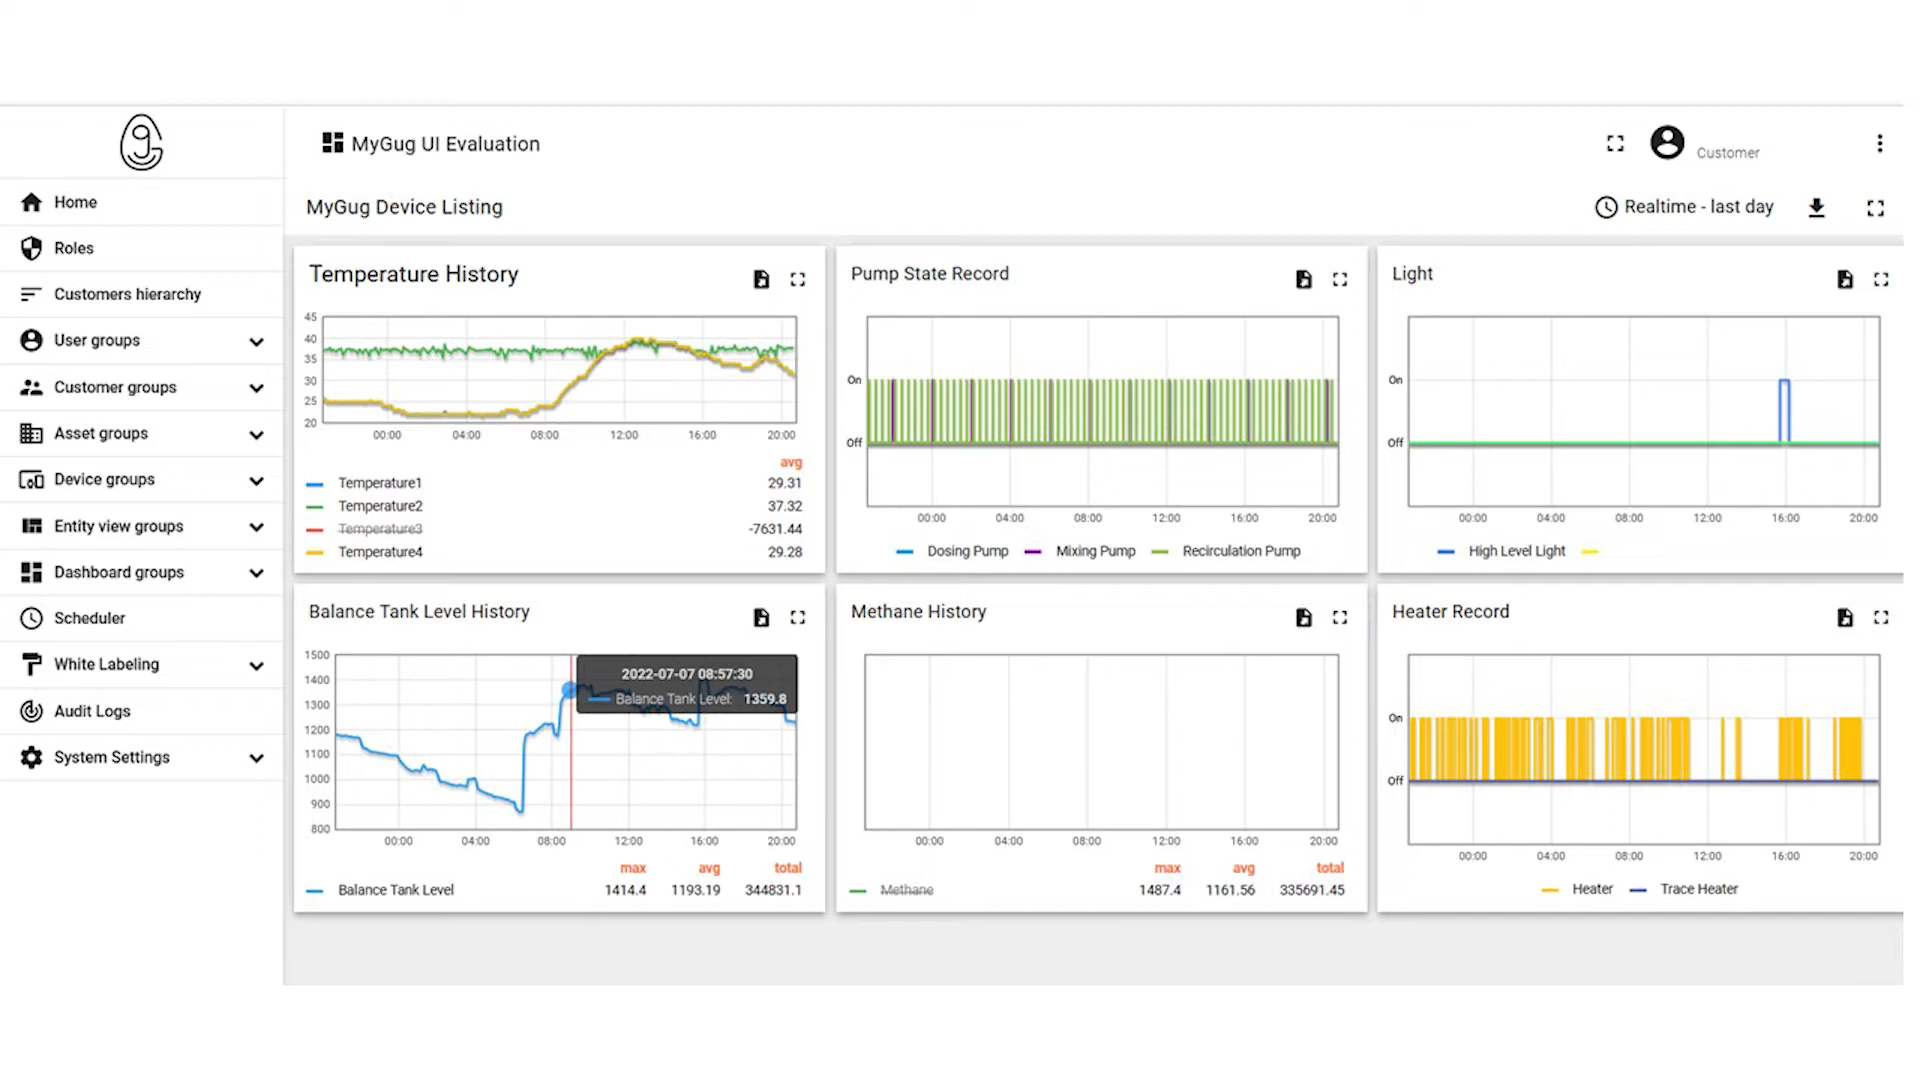 MyGug UI Evaluation
Customer
Home
Roles
Customers hierarchy
User groups
Customer groups
Asset groups
Device groups
Entity view groups
Dashboard groups
Scheduler
White Labeling
Audit Logs
System Settings
MyGug Device Listing
Realtime - last day
Temperature History
45
40
35
30
25
20
00:00 04:00 08:00 12:00 16:00 20:00
avg
Temperature1 29.31
Temperature2 37.32
Temperature3 -7631.44
Temperature4 29.28
Pump State Record
On
Off
00:00 04:00 08:00 12:00 16:00 20:00
Dosing Pump Mixing Pump Recirculation Pump
Light
On
Off
00:00 04:00 08:00 12:00 16:00 20:00
High Level Light
Balance Tank Level History
1500
1400
1300
1200
1100
1000
900
800
2022-07-07 08:57:30
Balance Tank Level: 1359.8
00:00 04:00 08:00 12:00 16:00 20:00
max avg total
Balance Tank Level 1414.4 1193.19 344831.1
Methane History
00:00 04:00 08:00 12:00 16:00 20:00
max avg total
Methane 1487.4 1161.56 335691.45
Heater Record
On
Off
00:00 04:00 08:00 12:00 16:00 20:00
Heater Trace Heater